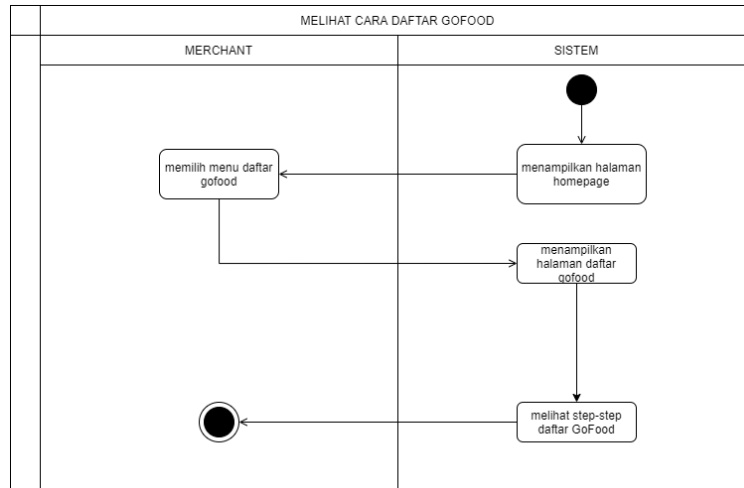 MELIHAT CARA DAFTAR GOFOOD
MERCHANT
SISTEM
memilih menu daftar
gofood
menampilkan halaman
homepage
menampilkan
halaman daftar
gofood
melihat step-step
daftar GoFood